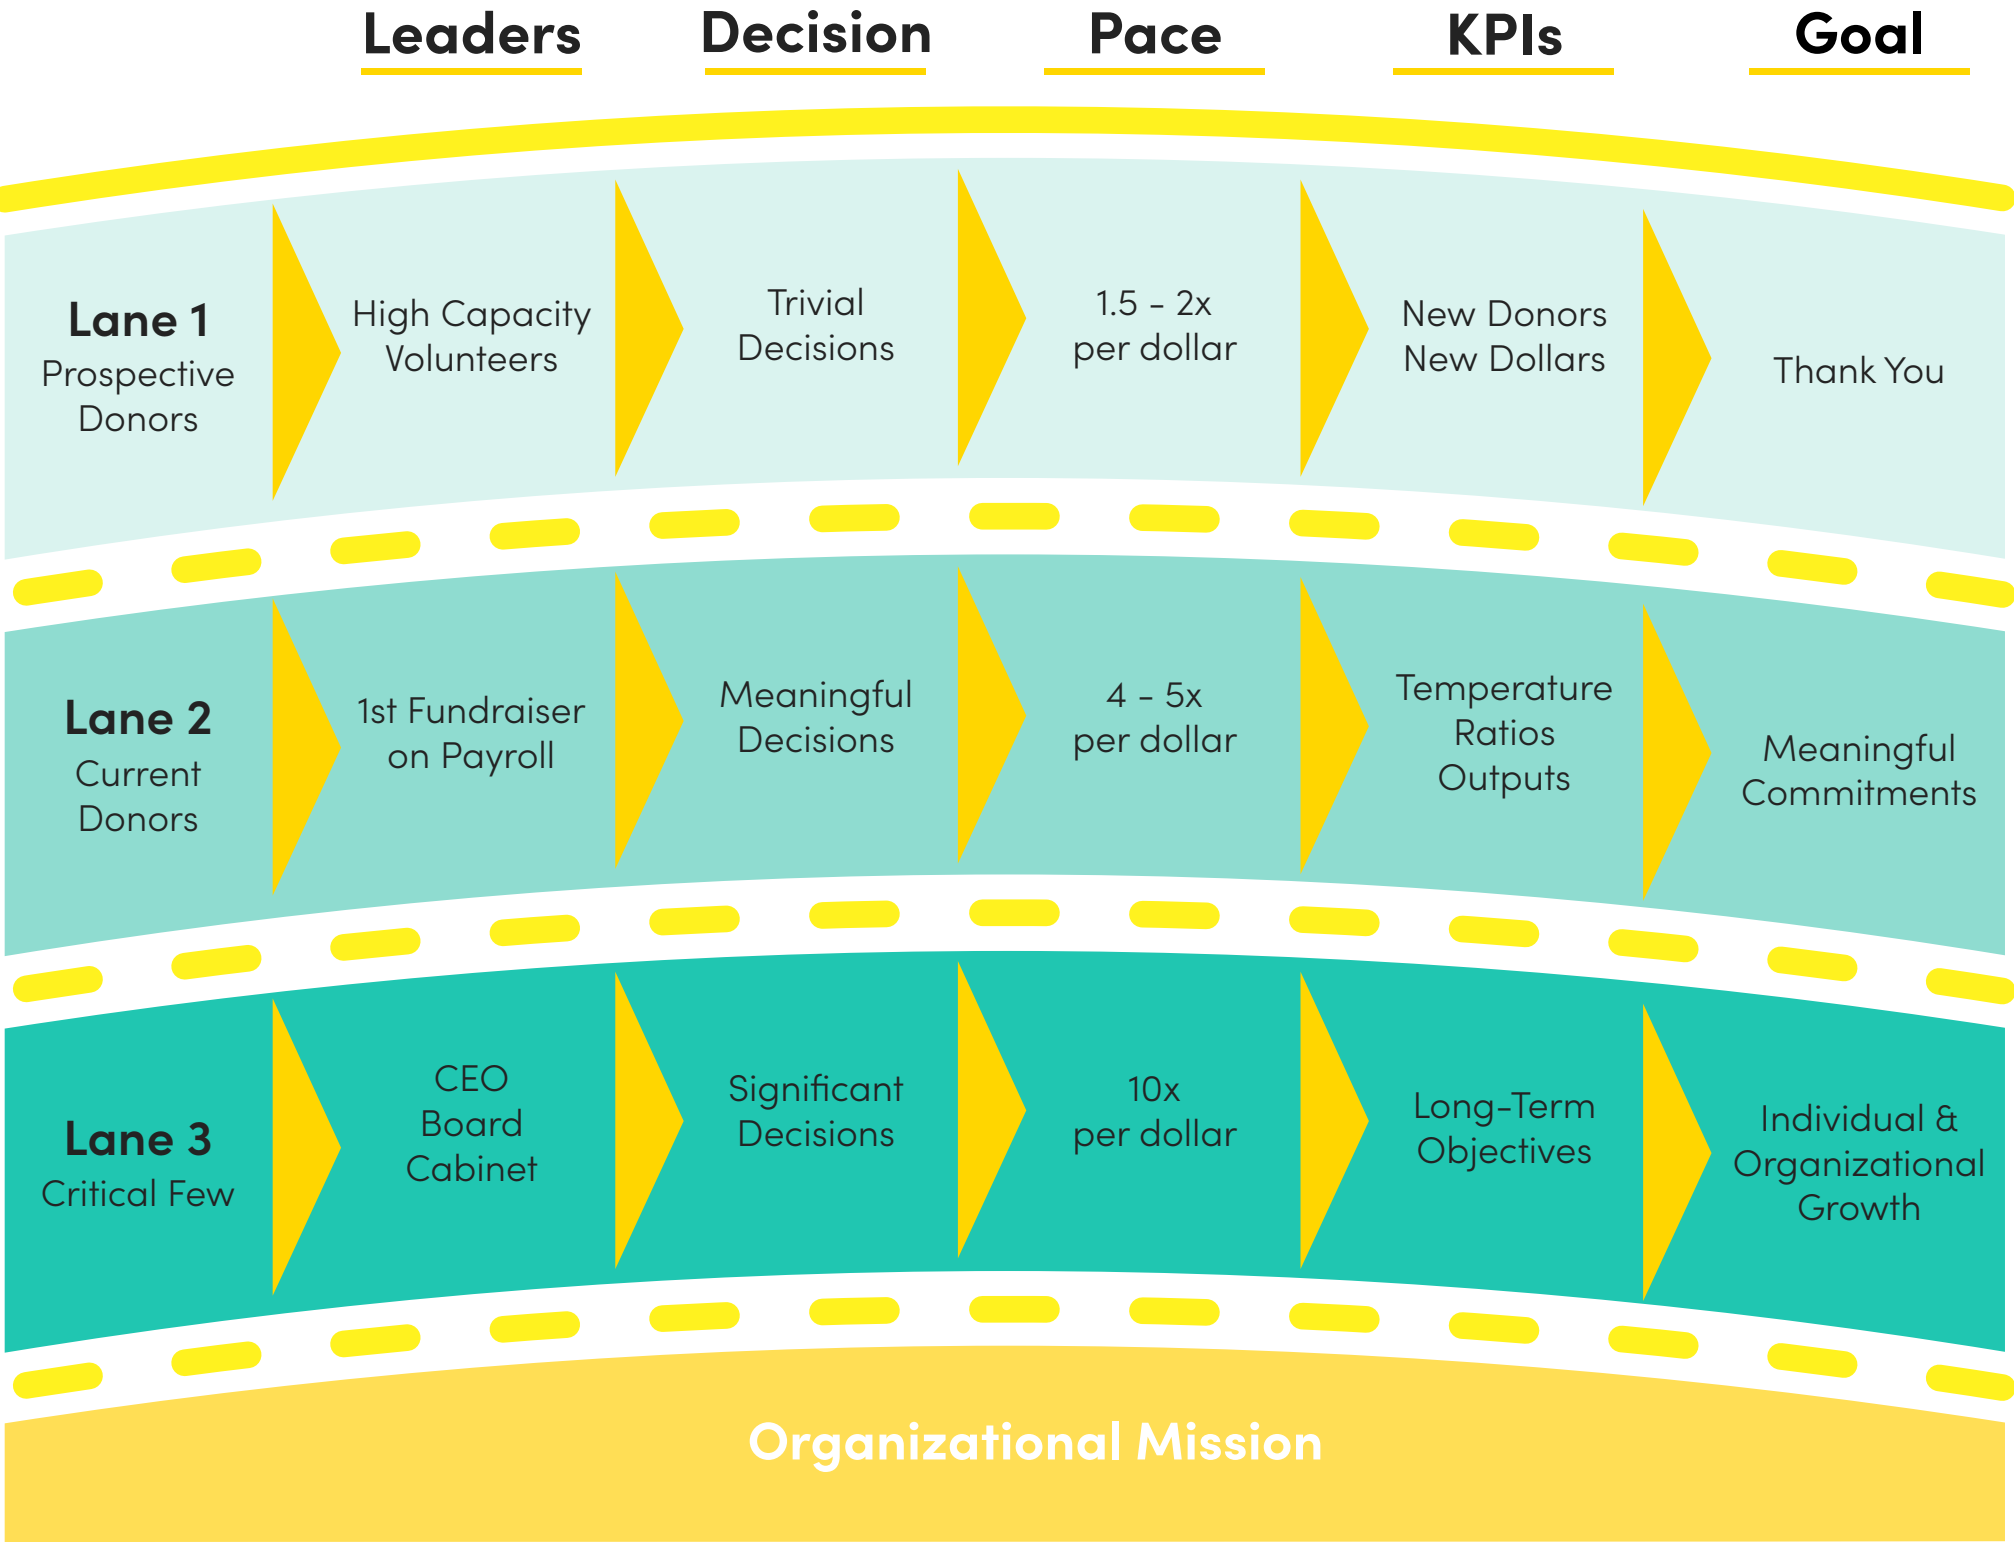 Leaders
Decision
Pace
KPIs
Goal
Lane 1
Prospective
Donors
High Capacity
Volunteers
Trivial
Decisions
1.5 - 2x
per dollar
New Donors
New Dollars
Thank You
Lane 2
Current
Donors
1st Fundraiser
on Payroll
Meaningful
Decisions
4 - 5x
per dollar
Temperature
Ratios
Outputs
Meaningful
Commitments
Lane 3
Critical Few
CEO
Board
Cabinet
Significant
Decisions
10x
per dollar
Long-Term
Objectives
Individual &
Organizational
Growth
Organizational Mission